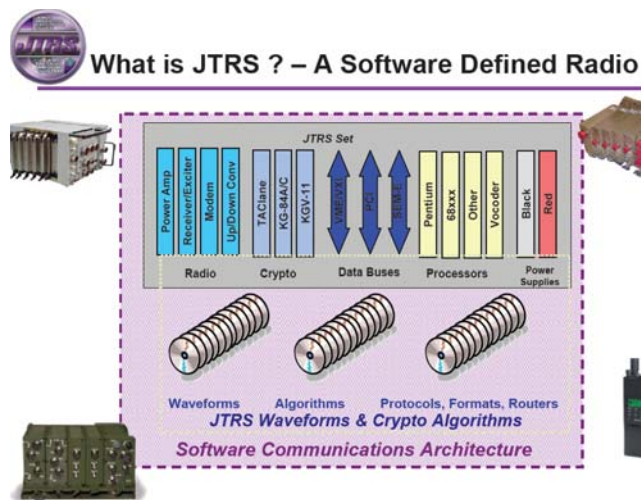 JTRS
What is JTRS ? – A Software Defined Radio
JTRS Set
Power Amp
Receiver/Exciter
Modem
Up/Down Conv
TAClane
KG-84A/C
KGV-11
VME/VXI
PCI
SEM-E
Pentium
68xxx
Other
Vocoder
Black
Red
Radio
Crypto
Data Buses
Processors
Power
Supplies
Waveforms
Algorithms
Protocols, Formats, Routers
JTRS Waveforms & Crypto Algorithms
Software Communications Architecture